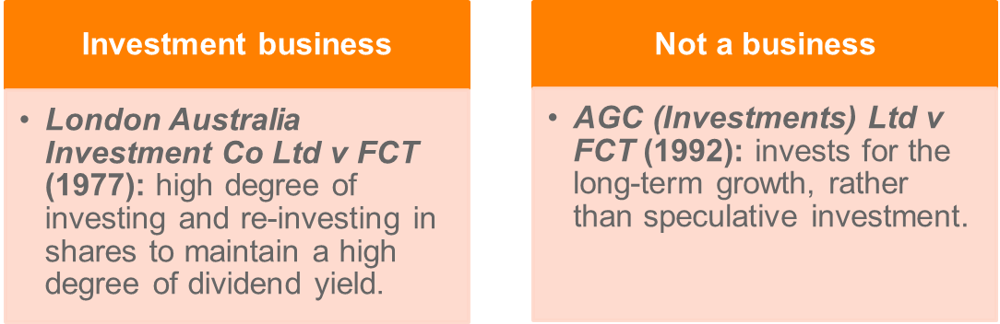 Investment business
• London Australia
Investment Co Ltd v FCT
(1977): high degree of
investing and re-investing in
shares to maintain a high
degree of dividend yield.
Not a business
• AGC (Investments) Ltd v
FCT (1992): invests for the
long-term growth, rather
than speculative investment.